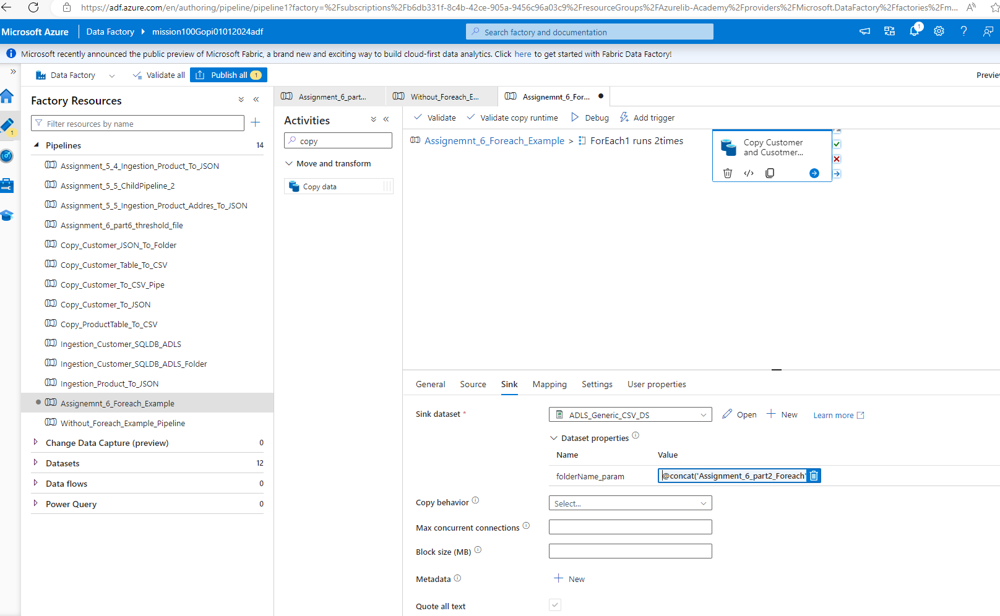 https://adf.azure.com/en/authoring/pipeline/pipeline1?factory=%2Fsubscriptions%2Fb6db331f-8c4b-42ce-905a-9456c96a03c9%2FresourceGroups%2FAzurelib-Academy%2Fproviders%2FMicrosoft.DataFactory%2Ffactories%2Fm...
Microsoft Azure Data Factory mission100Gopi01012024adf Search factory and documentation 1
Microsoft recently announced the public preview of Microsoft Fabric, a brand new and exciting way to build cloud-first data analytics. Click here to get started with Fabric Data Factory!
Data Factory Validate all Publish all 1 Preview
1
Factory Resources
Filter resources by name
Pipelines 14
Assignment_5_4_Ingestion_Product_To_JSON
Assignment_5_5_ChildPipeline_2
Assignment_5_5_Ingestion_Product_Addres_To_JSON
Assignment_6_part6_threshold_file
Copy_Customer_JSON_To_Folder
Copy_Customer_Table_To_CSV
Copy_Customer_To_CSV_Pipe
Copy_Customer_To_JSON
Copy_ProductTable_To_CSV
Ingestion_Customer_SQLDB_ADLS
Ingestion_Customer_SQLDB_ADLS_Folder
Ingestion_Product_To_JSON
Assignemnt_6_Foreach_Example
Without_Foreach_Example_Pipeline
Change Data Capture (preview) 0
Datasets 12
Data flows 0
Power Query 0
Assignment_6_part... Without_Foreach_E... Assignemnt_6_For...
Activities
copy
Move and transform
Copy data
Validate Validate copy runtime Debug Add trigger
Assignemnt_6_Foreach_Example > ForEach1 runs 2times
Copy Customer
and Cusotmer...
General Source Sink Mapping Settings User properties
Sink dataset * ADLS_Generic_CSV_DS Open New Learn more
Dataset properties
Name Value
folderName_param @concat('Assignment_6_part2_Foreach'
Copy behavior Select...
Max concurrent connections
Block size (MB)
Metadata New
Quote all text